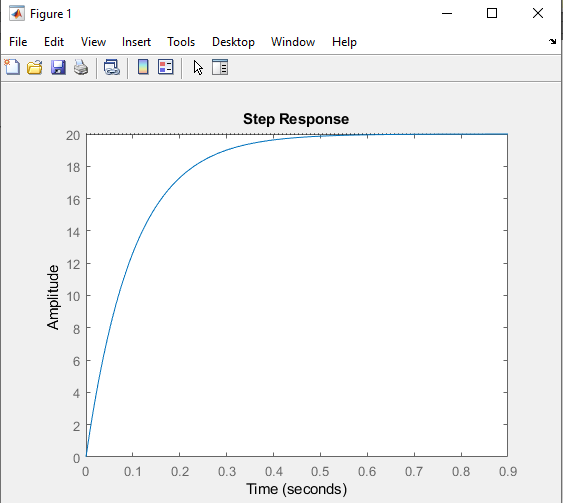 Figure 1
File Edit View Insert Tools Desktop Window Help
Step Response
20
18
16
14
12
10
8
6
4
2
0
Amplitude
0 0.1 0.2 0.3 0.4 0.5 0.6 0.7 0.8 0.9
Time (seconds)